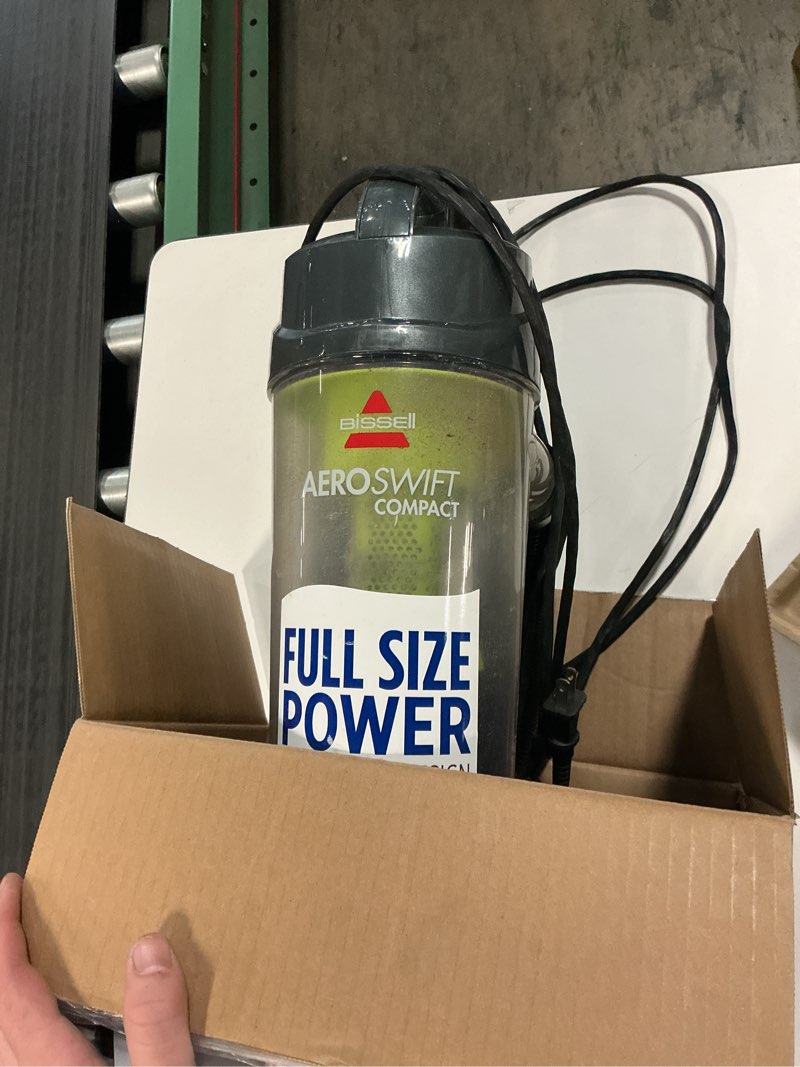 BISSELL
AEROSWIFT
COMPACT
FULL SIZE
POWER